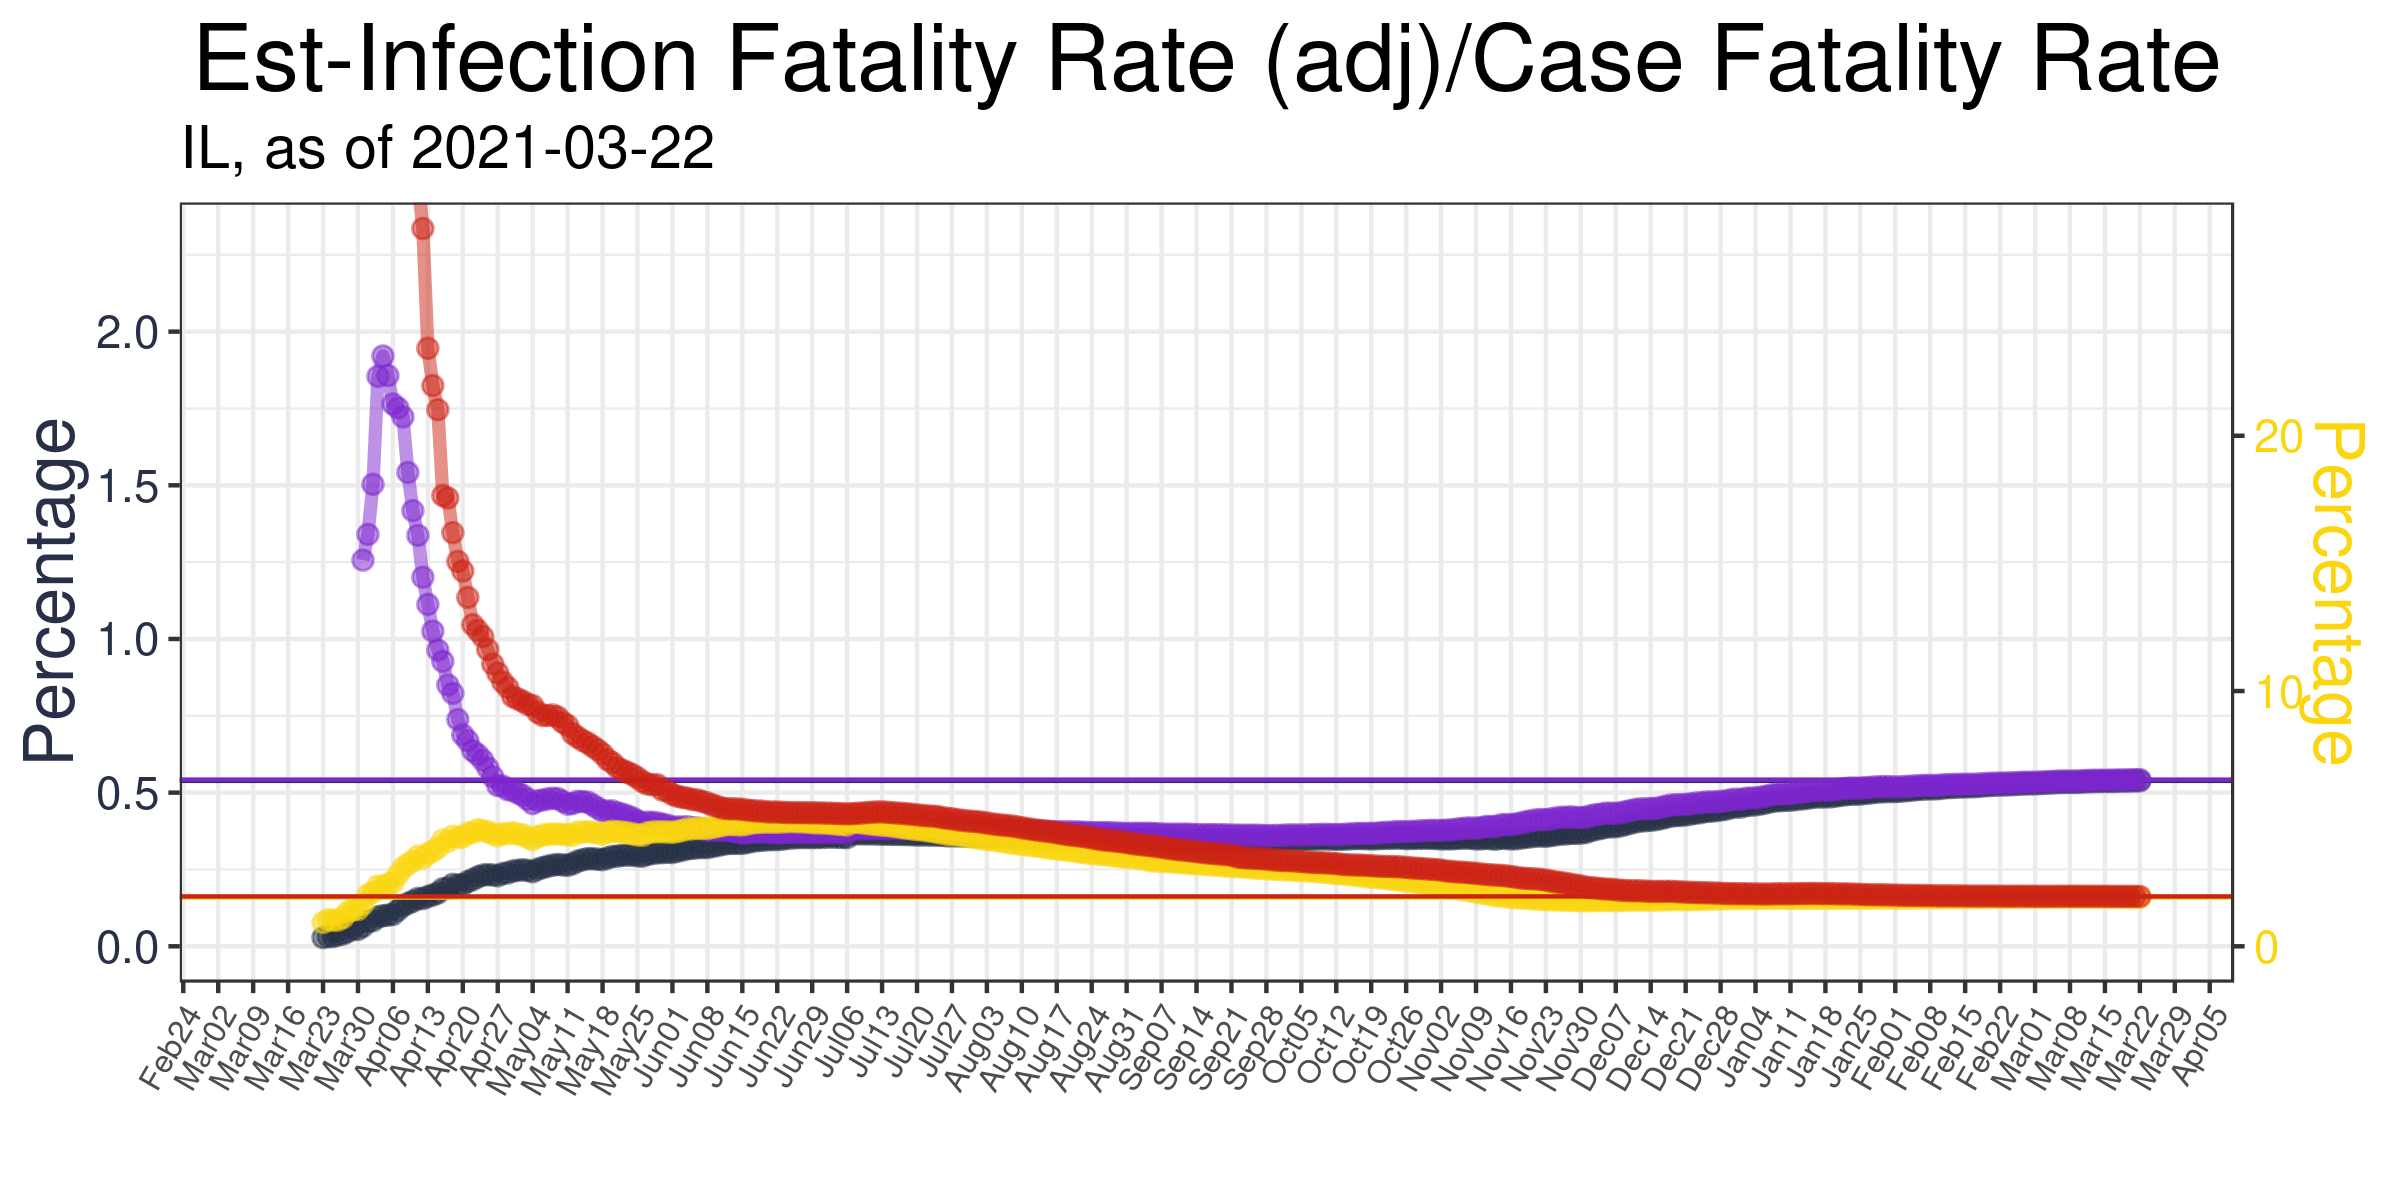 Est-Infection Fatality Rate (adj)/Case Fatality Rate
IL, as of 2021-03-22
Percentage
2.0
1.5
1.0
0.5
0.0
20
10
0
Percentage
Feb24
Mar02
Mar09
Mar16
Mar23
Mar30
Apr06
Apr13
Apr20
Apr27
May04
May11
May18
May25
Jun01
Jun08
Jun15
Jun22
Jun29
Jul06
Jul13
Jul20
Jul27
Aug03
Aug10
Aug17
Aug24
Aug31
Sep07
Sep14
Sep21
Sep28
Oct05
Oct12
Oct19
Oct26
Nov02
Nov09
Nov16
Nov23
Nov30
Dec07
Dec14
Dec21
Dec28
Jan04
Jan11
Jan18
Jan25
Feb01
Feb08
Feb15
Feb22
Mar01
Mar08
Mar15
Mar22
Mar29
Apr05